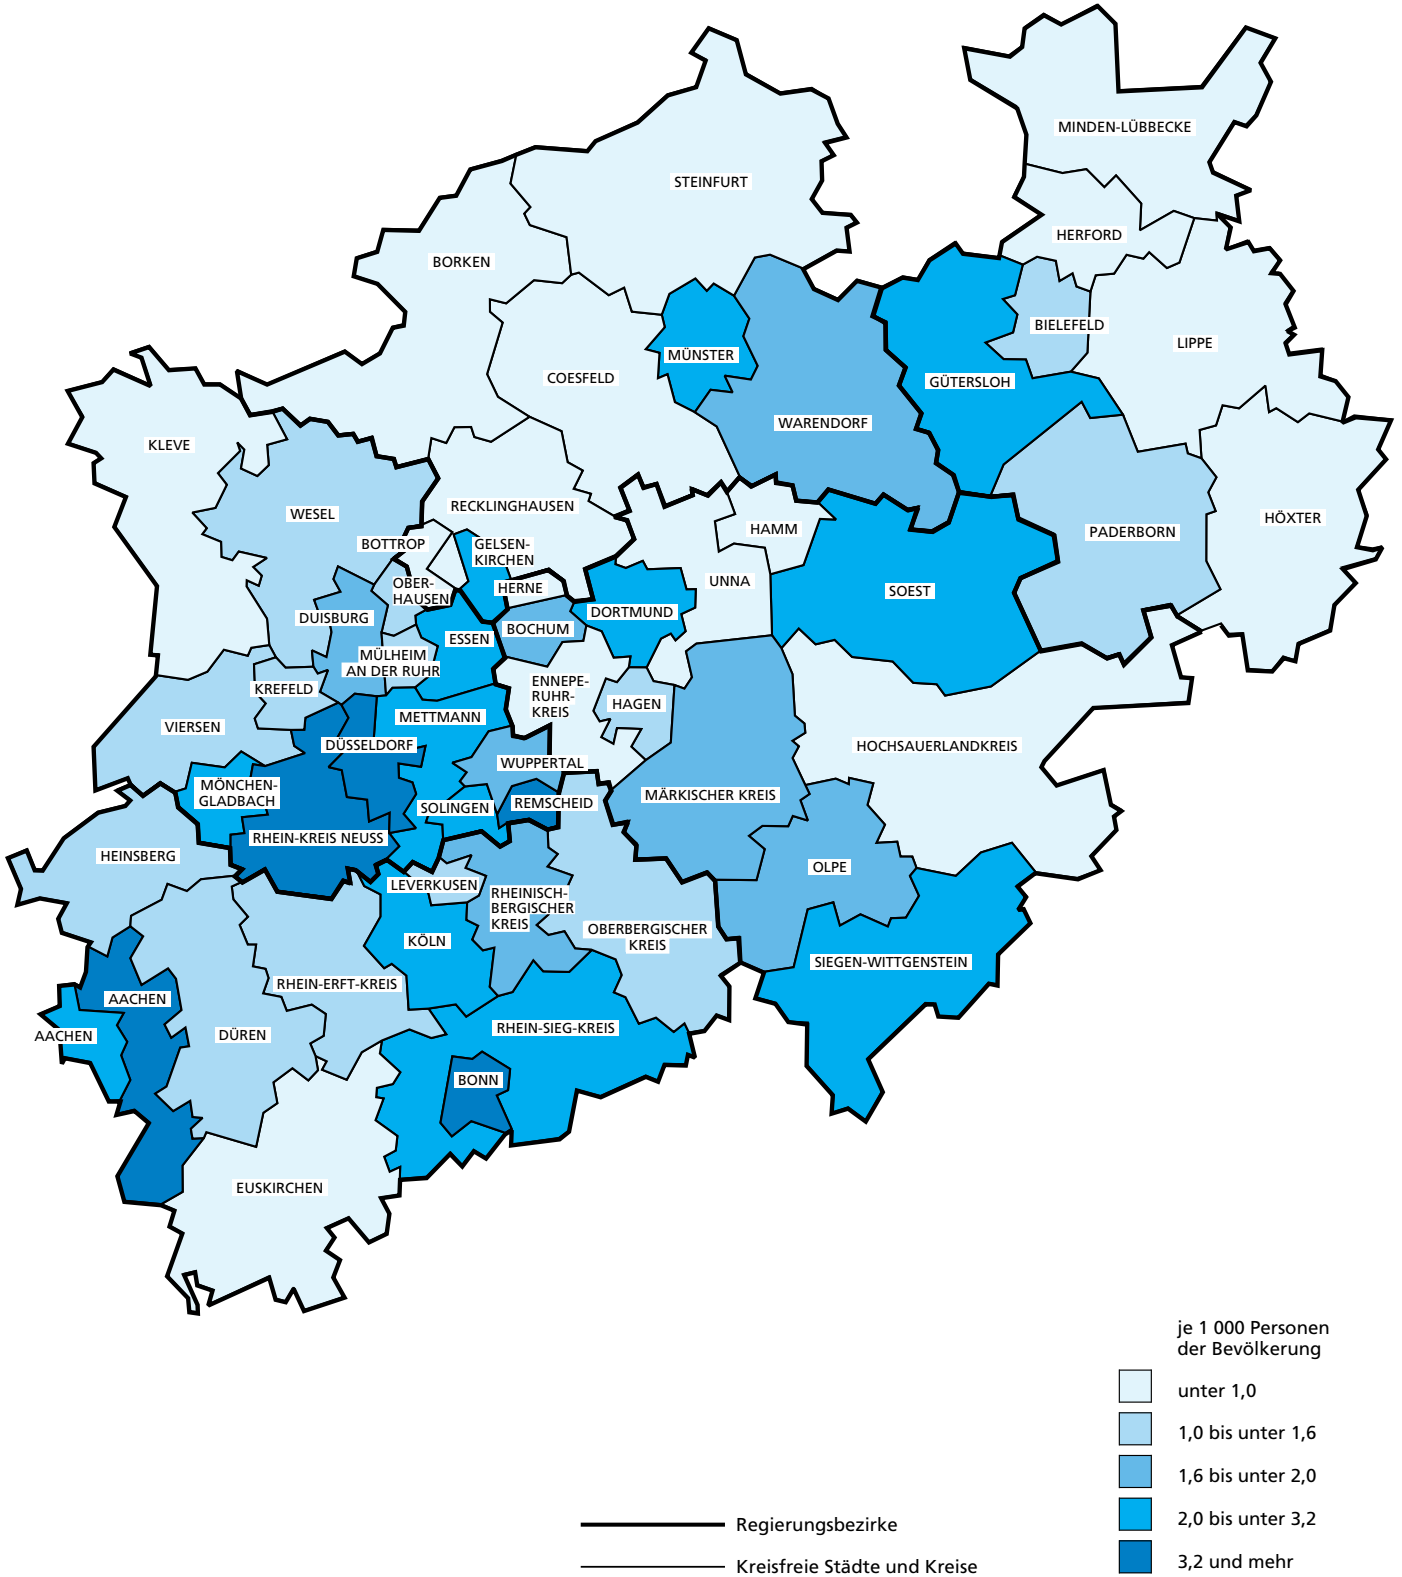 MINDEN-LÜBBECKE
STEINFURT
HERFORD
BORKEN
BIELEFELD
LIPPE
MÜNSTER
COESFELD
GÜTERSLOH
WARENDORF
KLEVE
RECKLINGHAUSEN
WESEL
HÖXTER
HAMM
PADERBORN
BOTTROP
GELSEN-
KIRCHEN
UNNA
OBER-
HAUSEN
HERNE
SOEST
DORTMUND
DUISBURG
BOCHUM
ESSEN
MÜLHEIM
AN DER RUHR
ENNEPE-
RUHR-
KREIS
KREFELD
HAGEN
METTMANN
VIERSEN
DÜSSELDORF
HOCHSAUERLANDKREIS
WUPPERTAL
MÖNCHEN-
GLADBACH
MÄRKISCHER KREIS
REMSCHEID
SOLINGEN
RHEIN-KREIS NEUSS
HEINSBERG
OLPE
LEVERKUSEN
RHEINISCH-
BERGISCHER
KREIS
OBERBERGISCHER
KREIS
KÖLN
SIEGEN-WITTGENSTEIN
RHEIN-ERFT-KREIS
AACHEN
RHEIN-SIEG-KREIS
AACHEN
DÜREN
BONN
EUSKIRCHEN
je 1 000 Personen
der Bevölkerung
unter 1,0
1,0 bis unter 1,6
1,6 bis unter 2,0
2,0 bis unter 3,2
3,2 und mehr
Regierungsbezirke
Kreisfreie Städte und Kreise